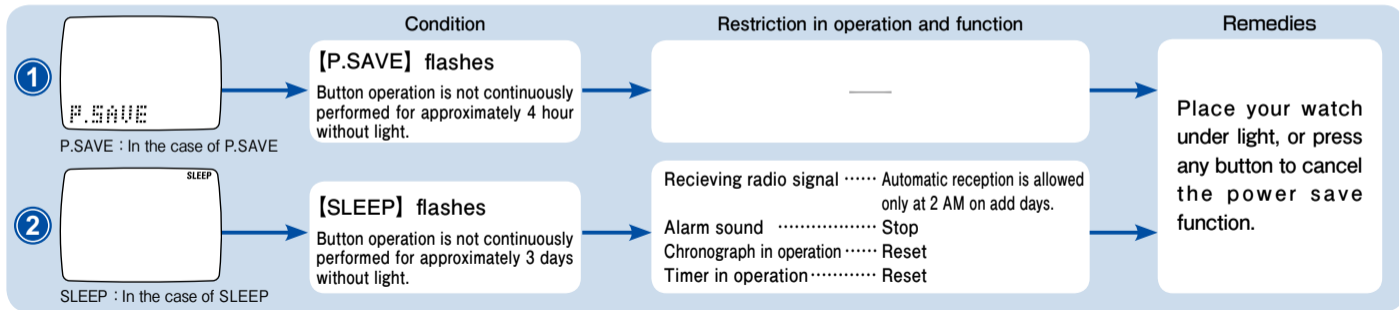 Condition
Restriction in operation and function
Remedies
1
P.SAVE
P.SAVE : In the case of P.SAVE
【P.SAVE】 flashes
Button operation is not continuously
performed for approximately 4 hour
without light.
2
SLEEP
SLEEP : In the case of SLEEP
【SLEEP】 flashes
Button operation is not continuously
performed for approximately 3 days
without light.
Recieving radio signal ······ Automatic reception is allowed
only at 2 AM on add days.
Alarm sound ·················· Stop
Chronograph in operation ······ Reset
Timer in operation ············ Reset
Place your watch
under light, or press
any button to cancel
the power save
function.